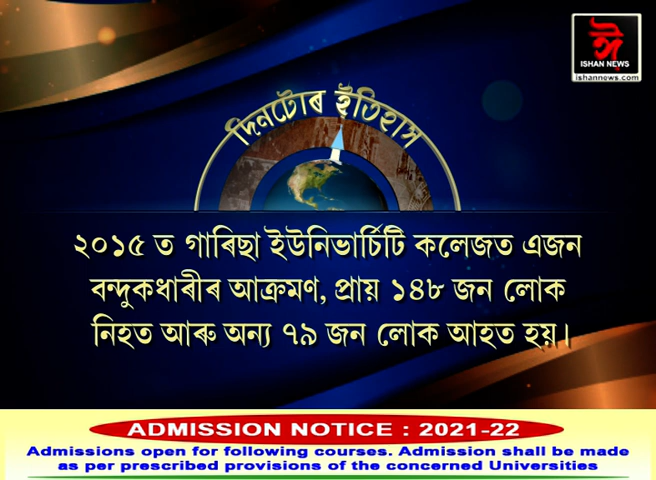 ঈ
ISHAN NEWS
ishannews.com
দিনটোৰ ইতিহাস
২০১৫ ত গাৰিছা ইউনিভাৰ্চিটি কলেজত এজন
বন্দুকধাৰীৰ আক্ৰমণ, প্ৰায় ১৪৮ জন লোক
নিহত আৰু অন্য ৭৯ জন লোক আহত হয়।
ADMISSION NOTICE : 2021-22
Admissions open for following courses. Admission shall be made
as per prescribed provisions of the concerned Universities